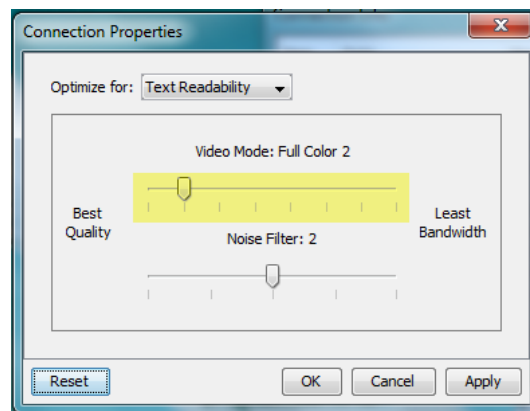 Connection Properties
Optimize for: Text Readability
Video Mode: Full Color 2
Best Quality
Least Bandwidth
Noise Filter: 2
Reset OK Cancel Apply